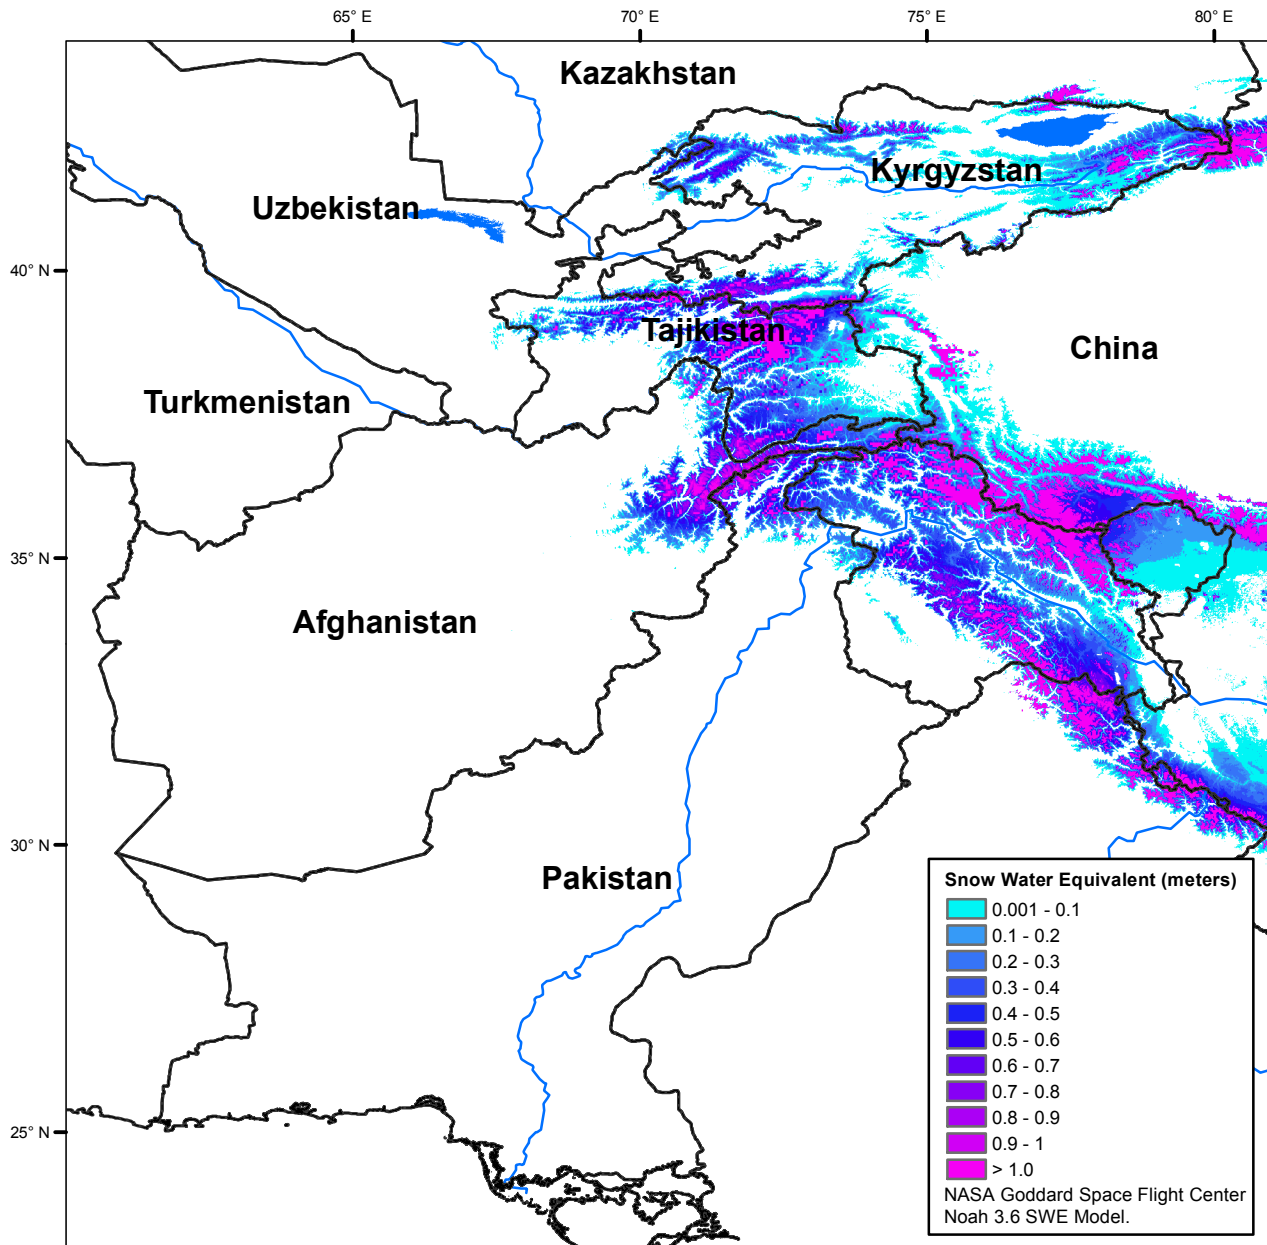 65° E
70° E
75° E
80° E
Kazakhstan
Kyrgyzstan
Uzbekistan
40° N
Tajikistan
China
Turkmenistan
35° N
Afghanistan
30° N
Pakistan
Snow Water Equivalent (meters)
0.001 - 0.1
0.1 - 0.2
0.2 - 0.3
0.3 - 0.4
0.4 - 0.5
0.5 - 0.6
0.6 - 0.7
0.7 - 0.8
0.8 - 0.9
0.9 - 1
> 1.0
NASA Goddard Space Flight Center
Noah 3.6 SWE Model.
25° N